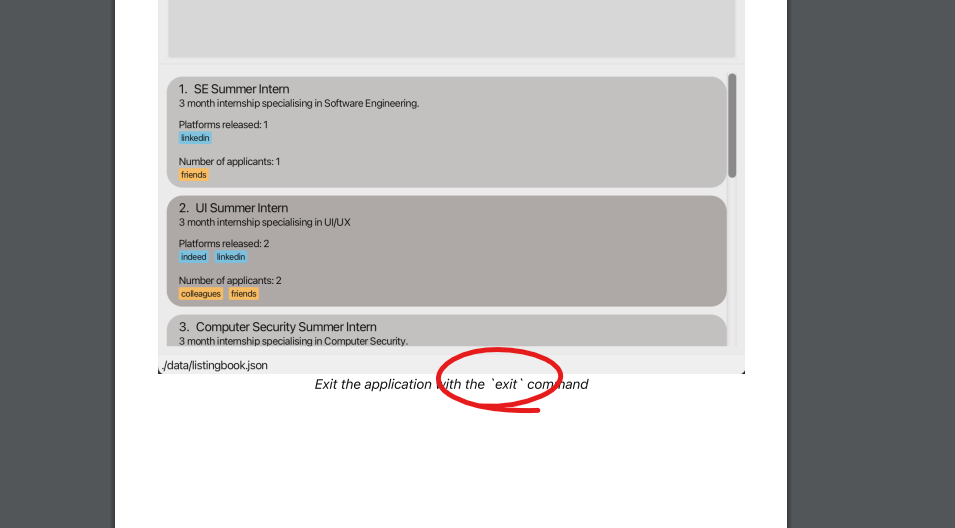 1. SE Summer Intern
3 month internship specialising in Software Engineering.
Platforms released: 1
linkedin
Number of applicants: 1
friends
2. UI Summer Intern
3 month internship specialising in UI/UX
Platforms released: 2
indeed linkedin
Number of applicants: 2
colleagues friends
3. Computer Security Summer Intern
3 month internship specialising in Computer Security.
./data/listingbook.json
Exit the application with the `exit` command